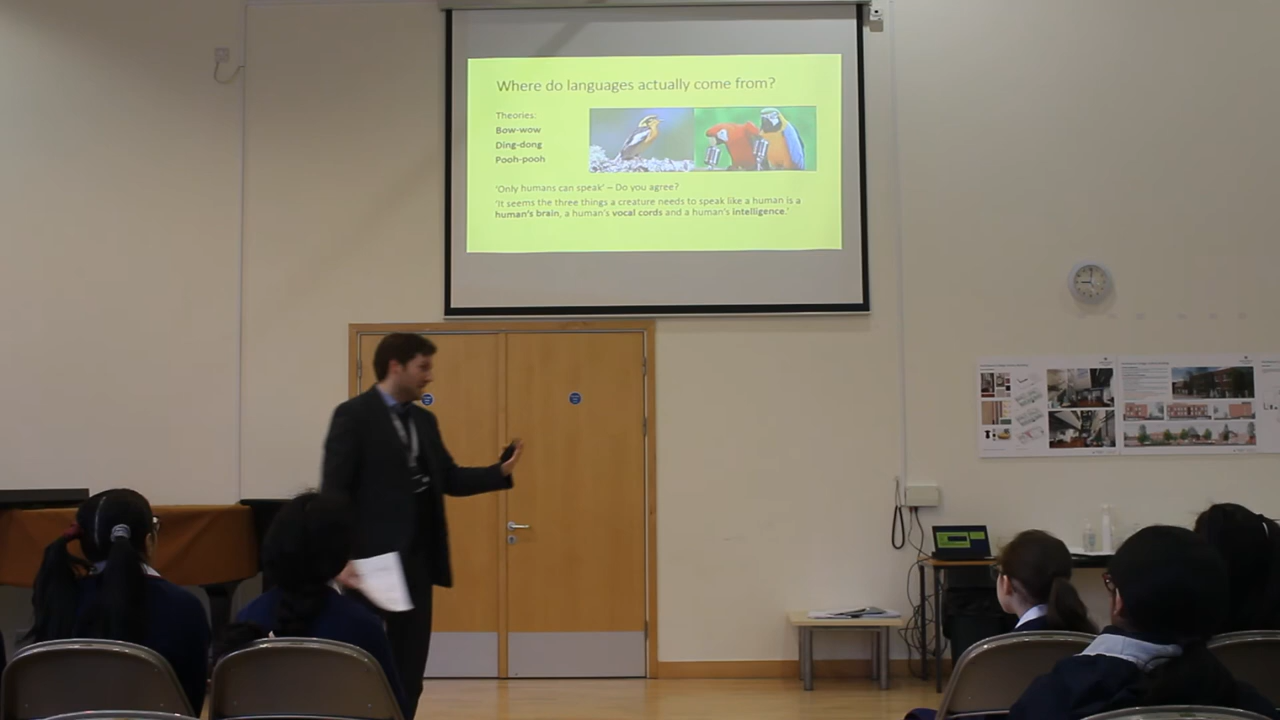 Where do languages actually come from?
Theories:
Bow-wow
Ding-dong
Pooh-pooh
'Only humans can speak' – Do you agree?
'It seems the three things a creature needs to speak like a human is a
human's brain, a human's vocal cords and a human's intelligence.'